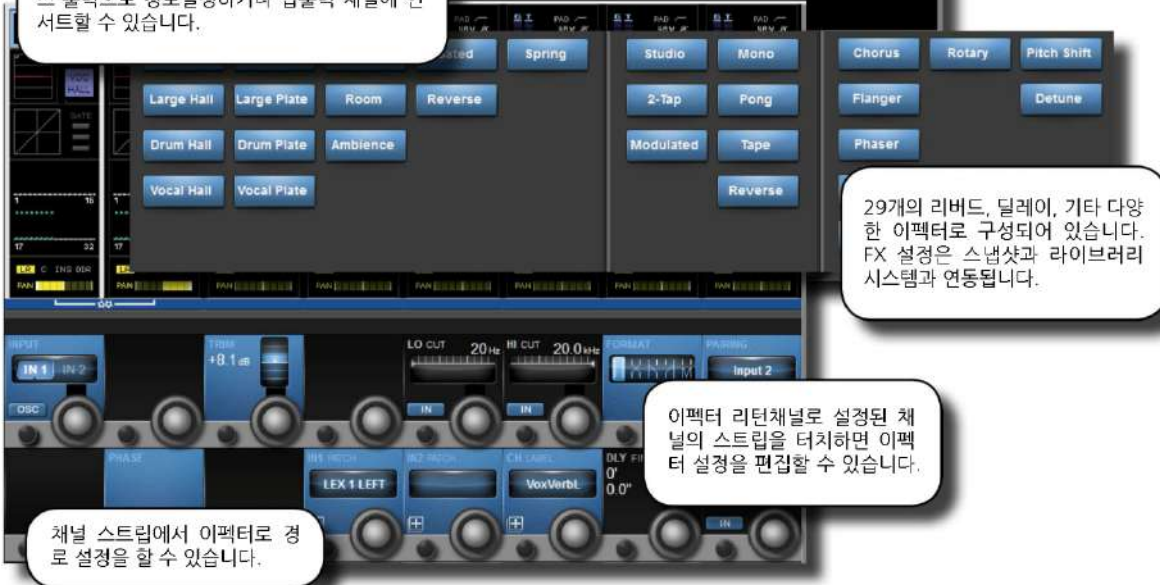 서트할 수 있습니다.
Spring
Studio
Mono
Chorus
Rotary
Pitch Shift
Large Hall
Large Plate
Room
Reverse
2-Tap
Pong
Flanger
Detune
Drum Hall
Drum Plate
Ambience
Modulated
Tape
Phaser
Vocal Hall
Vocal Plate
Reverse
29개의 리버드, 딜레이, 기타 다양
한 이펙터로 구성되어 있습니다.
FX 설정은 스냅샷과 라이브러리
시스템과 연동됩니다.
INPUT
IN 1 IN-2
OSC
TRIM
+8.1 dB
LO CUT 20 Hz
IN
HI CUT 20.0 kHz
IN
FORMAT
PAIRING
Input 2
이펙터 리턴채널로 설정된 채
널의 스트립을 터치하면 이펙
터 설정을 편집할 수 있습니다.
PHASE
IN1 PATCH
LEX 1 LEFT
IN2 PATCH
CH LABEL
VoxVerbL
DLY
0'
0.0"
IN
채널 스트립에서 이펙터로 경
로 설정을 할 수 있습니다.